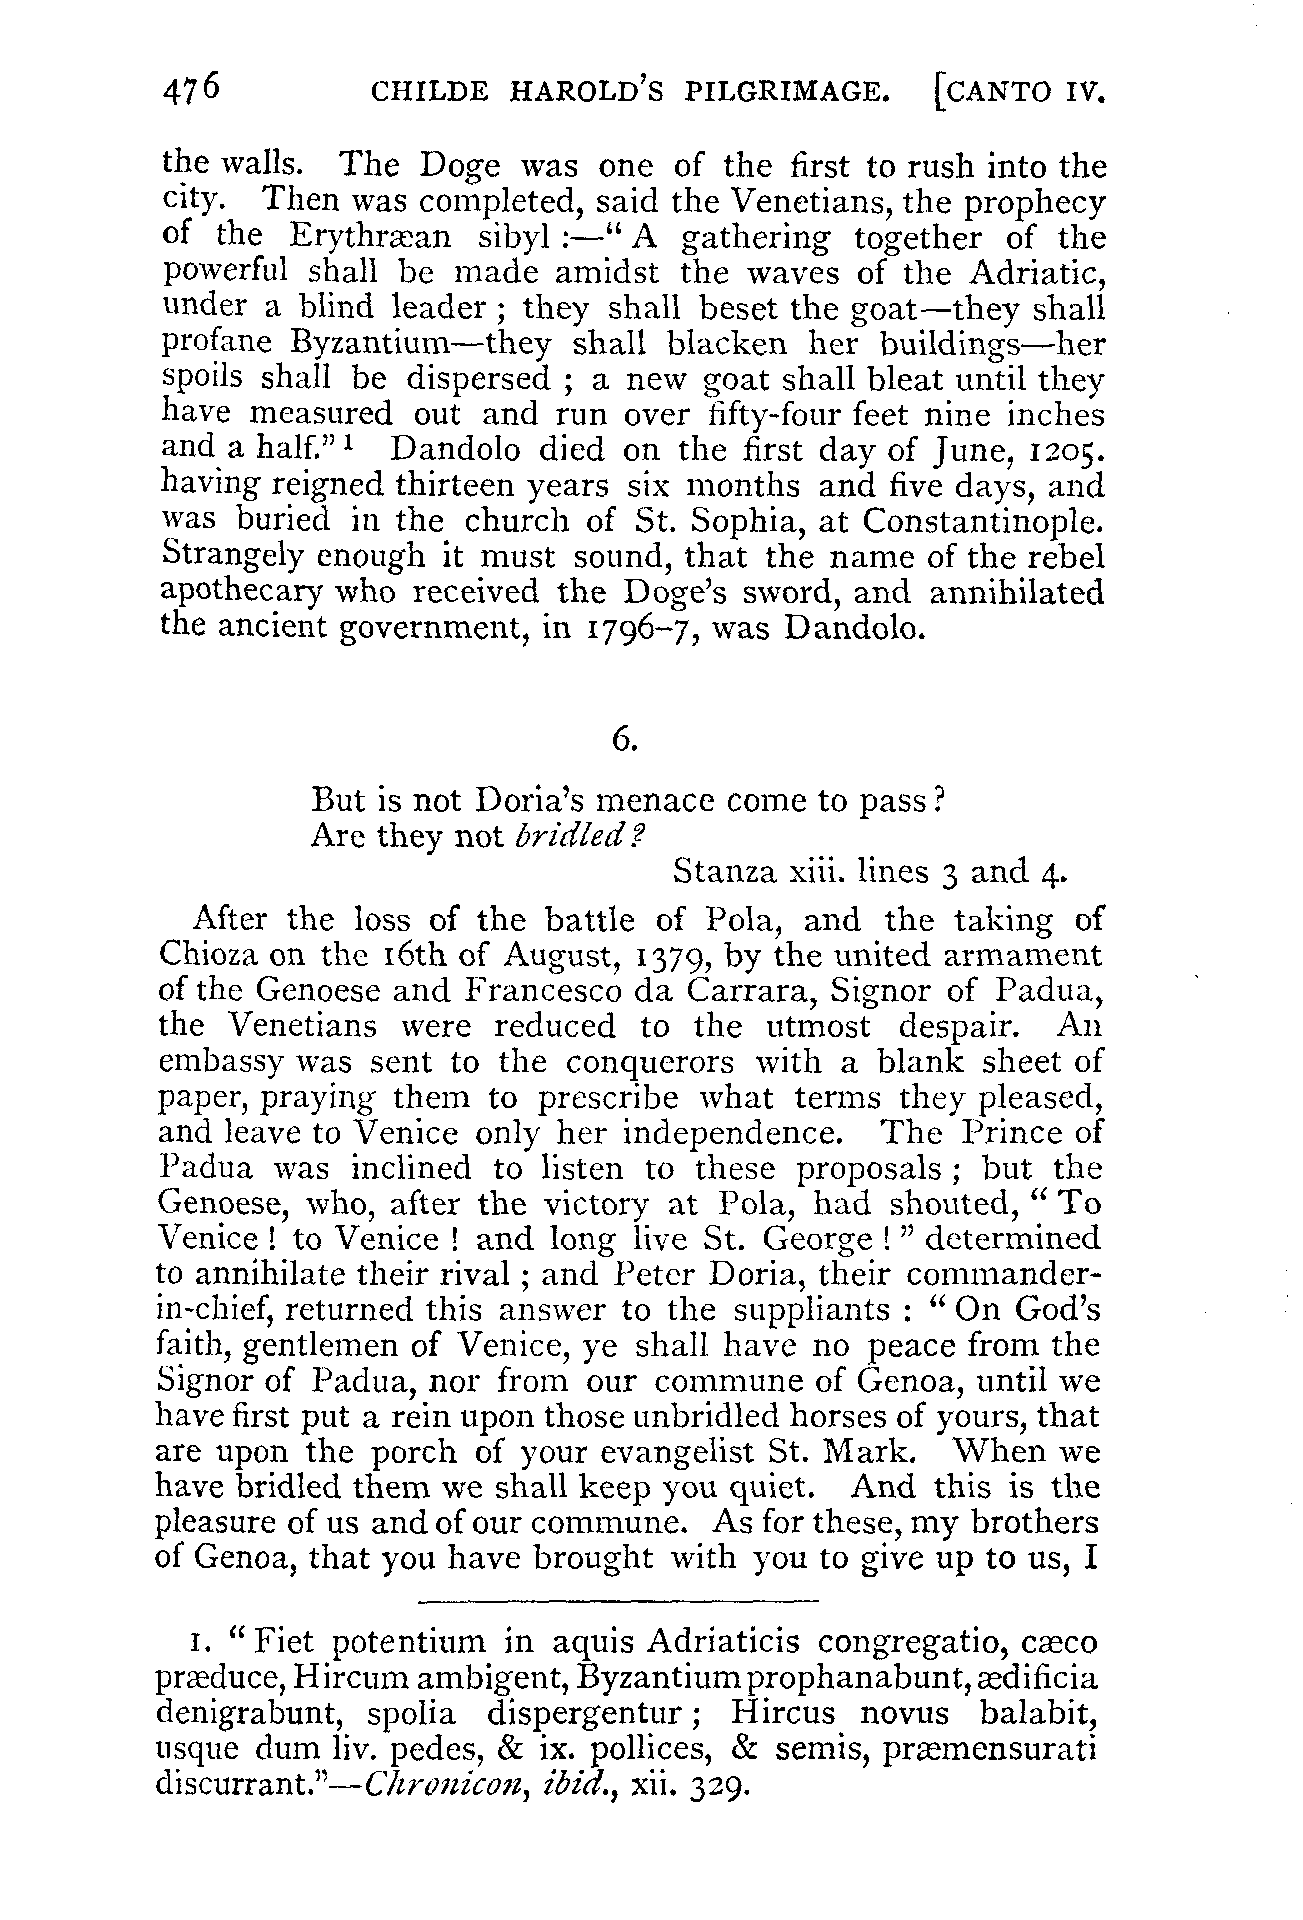 476 CHILDE HAROLD'S PILGRIMAGE. [CANTO IV.
the walls. The Doge was one of the first to rush into the
city. Then was completed, said the Venetians, the prophecy
of the Erythræan sibyl :—“ A gathering together of the
powerful shall be made amidst the waves of the Adriatic,
under a blind leader ; they shall beset the goat—they shall
profane Byzantium—they shall blacken her buildings—her
spoils shall be dispersed ; a new goat shall bleat until they
have measured out and run over fifty-four feet nine inches
and a half.” 1 Dandolo died on the first day of June, 1205.
having reigned thirteen years six months and five days, and
was buried in the church of St. Sophia, at Constantinople.
Strangely enough it must sound, that the name of the rebel
apothecary who received the Doge's sword, and annihilated
the ancient government, in 1796–7, was Dandolo.
6.
But is not Doria's menace come to pass ?
Are they not bridled ?
Stanza xiii. lines 3 and 4.
After the loss of the battle of Pola, and the taking of
Chioza on the 16th of August, 1379, by the united armament
of the Genoese and Francesco da Carrara, Signor of Padua,
the Venetians were reduced to the utmost despair. An
embassy was sent to the conquerors with a blank sheet of
paper, praying them to prescribe what terms they pleased,
and leave to Venice only her independence. The Prince of
Padua was inclined to listen to these proposals ; but the
Genoese, who, after the victory at Pola, had shouted, “ To
Venice ! to Venice ! and long live St. George ! ” determined
to annihilate their rival ; and Peter Doria, their commander-
in-chief, returned this answer to the suppliants : “ On God's
faith, gentlemen of Venice, ye shall have no peace from the
Signor of Padua, nor from our commune of Genoa, until we
have first put a rein upon those unbridled horses of yours, that
are upon the porch of your evangelist St. Mark. When we
have bridled them we shall keep you quiet. And this is the
pleasure of us and of our commune. As for these, my brothers
of Genoa, that you have brought with you to give up to us, I
1. “ Fiet potentium in aquis Adriaticis congregatio, cæco
præduce, Hircum ambigent, Byzantium prophanabunt, ædificia
denigrabunt, spolia dispergentur ; Hircus novus balabit,
usque dum liv. pedes, & ix. pollices, & semis, præmensurati
discurrant.”—Chronicon, ibid., xii. 329.